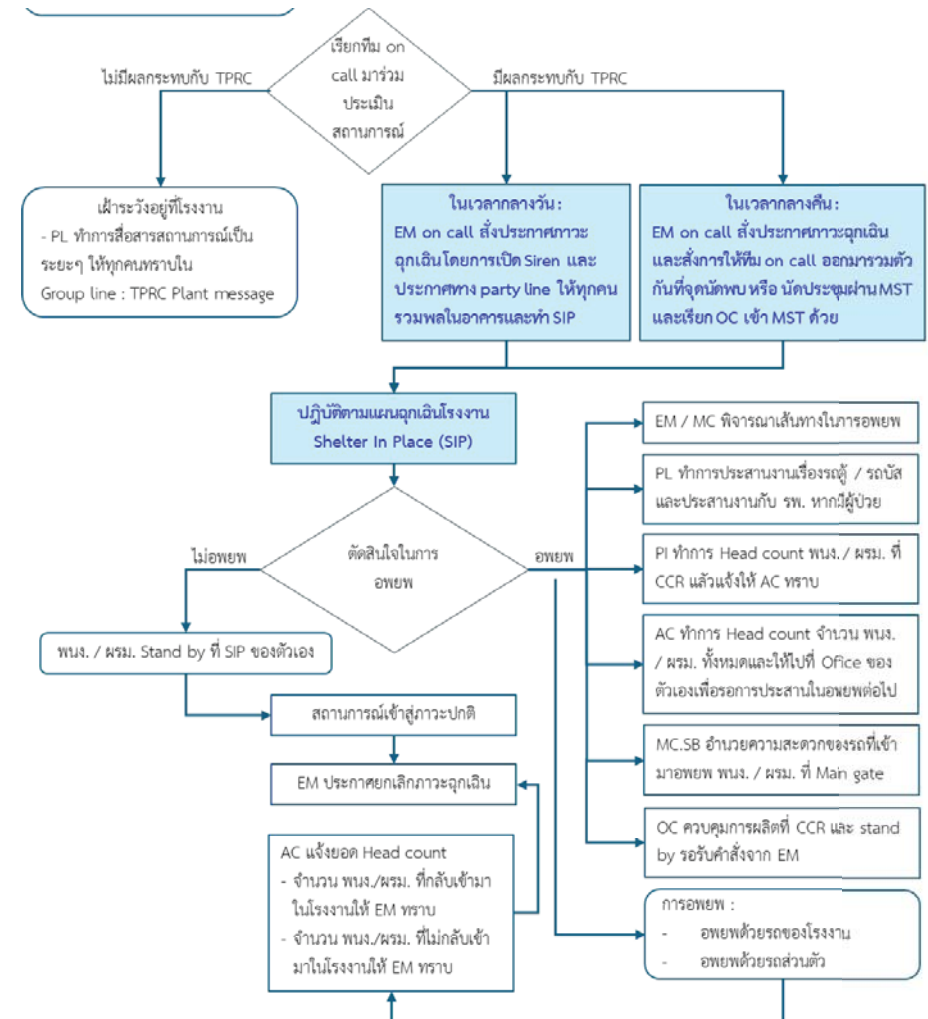 เรียกทีม on
call มาร่วม
ประเมิน
สถานการณ์
ไม่มีผลกระทบกับ TPRC
มีผลกระทบกับ TPRC
เฝ้าระวังอยู่ที่โรงงาน
- PL ทำการสื่อสารสถานการณ์เป็น
ระยะๆ ให้ทุกคนทราบใน
Group line : TPRC Plant message
ในเวลากลางวัน :
EM on call สั่งประกาศภาวะ
ฉุกเฉินโดยการเปิด Siren และ
ประกาศทาง party line ให้ทุกคน
รวมพลในอาคารและทำ SIP
ในเวลากลางคืน :
EM on call สั่งประกาศภาวะฉุกเฉิน
และสั่งการให้ทีม on call ออกมารวมตัว
กันที่จุดนัดพบ หรือ นัดประชุมผ่าน MST
และเรียก OC เข้า MST ด้วย
ปฏิบัติตามแผนฉุกเฉินโรงงาน
Shelter In Place (SIP)
ตัดสินใจในการ
อพยพ
ไม่อพยพ
อพยพ
พนง. / ผรม. Stand by ที่ SIP ของตัวเอง
สถานการณ์เข้าสู่ภาวะปกติ
EM ประกาศยกเลิกภาวะฉุกเฉิน
AC แจ้งยอด Head count
- จำนวน พนง./ผรม. ที่กลับเข้ามา
ในโรงงานให้ EM ทราบ
- จำนวน พนง./ผรม. ที่ไม่กลับเข้า
มาในโรงงานให้ EM ทราบ
EM / MC พิจารณาเส้นทางในการอพยพ
PL ทำการประสานงานเรื่องรถตู้ / รถบัส
และประสานงานกับ รพ. หากมีผู้ป่วย
PI ทำการ Head count พนง./ ผรม. ที่
CCR แล้วแจ้งให้ AC ทราบ
AC ทำการ Head count จำนวน พนง.
/ ผรม. ทั้งหมดและให้ไปที่ Ofice ของ
ตัวเองเพื่อรอการประสานในอพยพต่อไป
MC.SB อำนวยความสะดวกของรถที่เข้า
มาอพยพ พนง. / ผรม. ที่ Main gate
OC ควบคุมการผลิตที่ CCR และ stand
by รอรับคำสั่งจาก EM
การอพยพ :
- อพยพด้วยรถของโรงงาน
- อพยพด้วยรถส่วนตัว